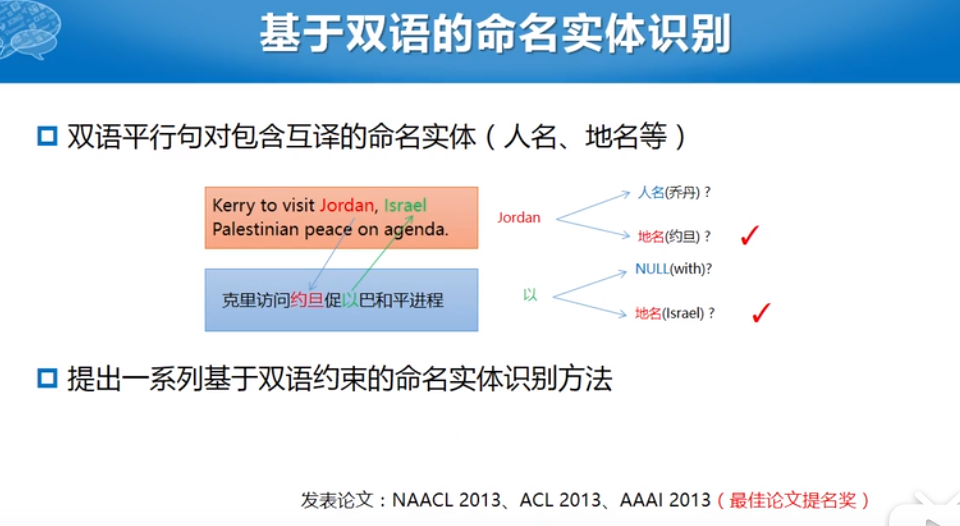 基于双语的命名实体识别
双语平行句对包含互译的命名实体（人名、地名等）
Kerry to visit Jordan, Israel
Palestinian peace on agenda.
克里访问约旦促以巴和平进程
Jordan
人名(乔丹)？
地名(约旦)？
以
NULL(with)?
地名(Israel)？
提出一系列基于双语约束的命名实体识别方法
发表论文：NAACL 2013、ACL 2013、AAAI 2013（最佳论文提名奖）